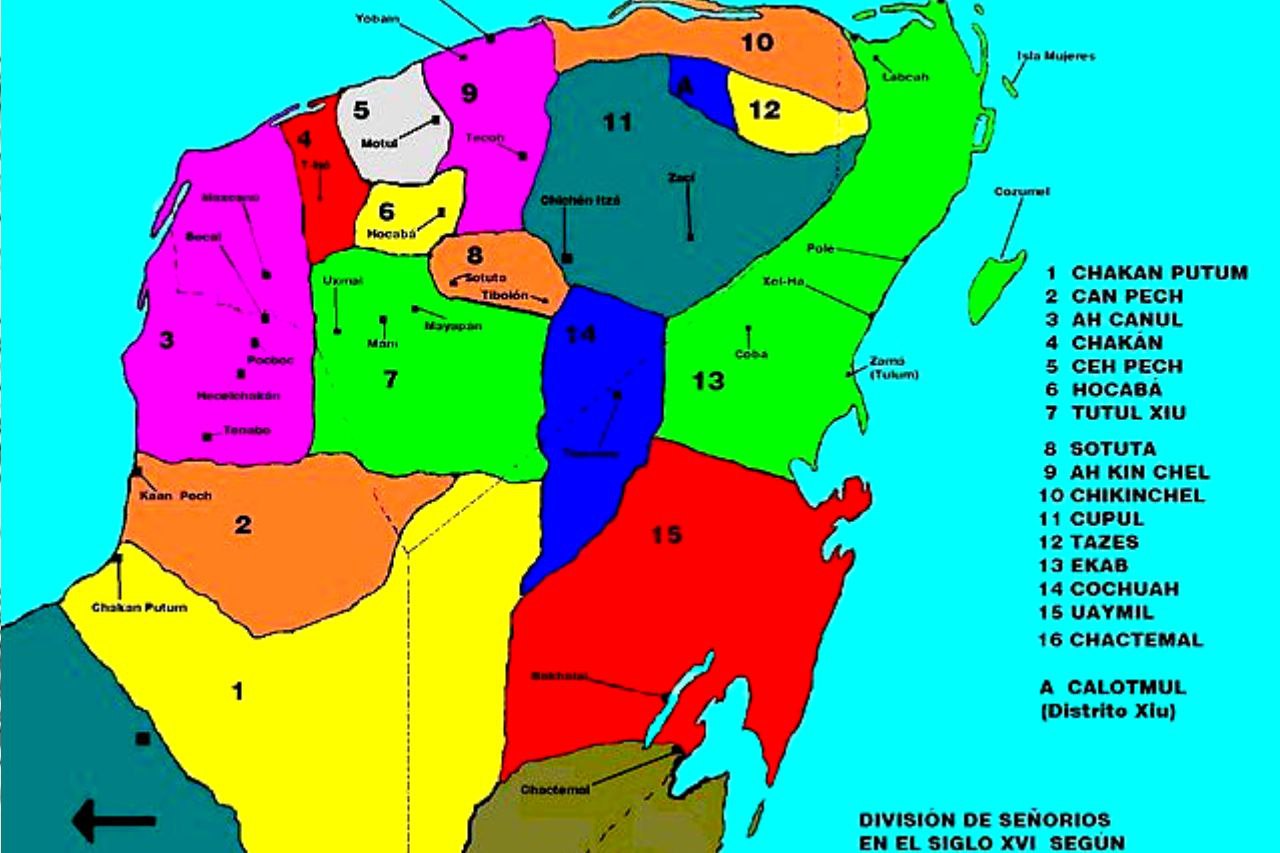 Yobain
10
Isla Mujeres
Labcah
A
12
5
9
11
Motul
Tecoh
4
T-hó
Zací
Cozumel
Chichén Itzá
6
Hocabá
Pole
8
Sotuta
Tibolón
Uxmal
Xel-Ha
Mayapán
Maní
14
3
Pocboc
Coba
Zamá
(Tulum)
7
13
Hecelchakán
Tenabo
Kaan Pech
2
15
Chakan Putum
1
Bakhalal
Chactemal
1 CHAKAN PUTUM
2 CAN PECH
3 AH CANUL
4 CHAKÁN
5 CEH PECH
6 HOCABÁ
7 TUTUL XIU
8 SOTUTA
9 AH KIN CHEL
10 CHIKINCHEL
11 CUPUL
12 TAZES
13 EKAB
14 COCHUAH
15 UAYMIL
16 CHACTEMAL
A CALOTMUL
(Distrito Xiu)
DIVISIÓN DE SEÑORIOS
EN EL SIGLO XVI SEGÚN